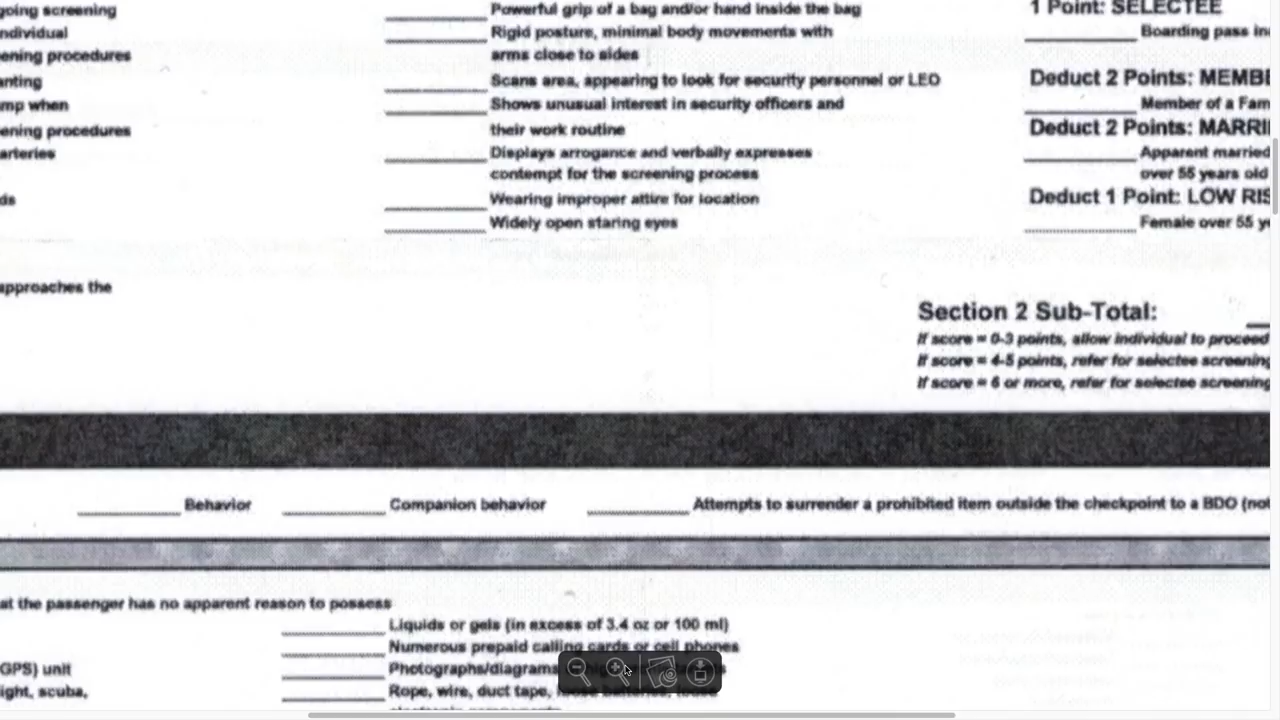 going screening
ndividual
ening procedures
anting
mp when
ening procedures
arteries
ds
approaches the
Powerful grip of a bag and/or hand inside the bag
Rigid posture, minimal body movements with
arms close to sides
Scans area, appearing to look for security personnel or LEO
Shows unusual interest in security officers and
their work routine
Displays arrogance and verbally expresses
contempt for the screening process
Wearing improper attire for location
Widely open staring eyes
1 Point: SELECTEE
Boarding pass in
Deduct 2 Points: MEMBE
Member of a Fam
Deduct 2 Points: MARRI
Apparent married
over 55 years old
Deduct 1 Point: LOW RIS
Female over 55 y
Section 2 Sub-Total:
If score = 0-3 points, allow individual to proceed
If score = 4-5 points, refer for selectee screening
If score = 6 or more, refer for selectee screening
Behavior Companion behavior Attempts to surrender a prohibited item outside the checkpoint to a BDO (not
at the passenger has no apparent reason to possess
Liquids or gels (in excess of 3.4 oz or 100 ml)
Numerous prepaid calling cards or cell phones
GPS) unit Photographs/diagrams
ight, scuba, Rope, wire, duct tape, loose batteries,